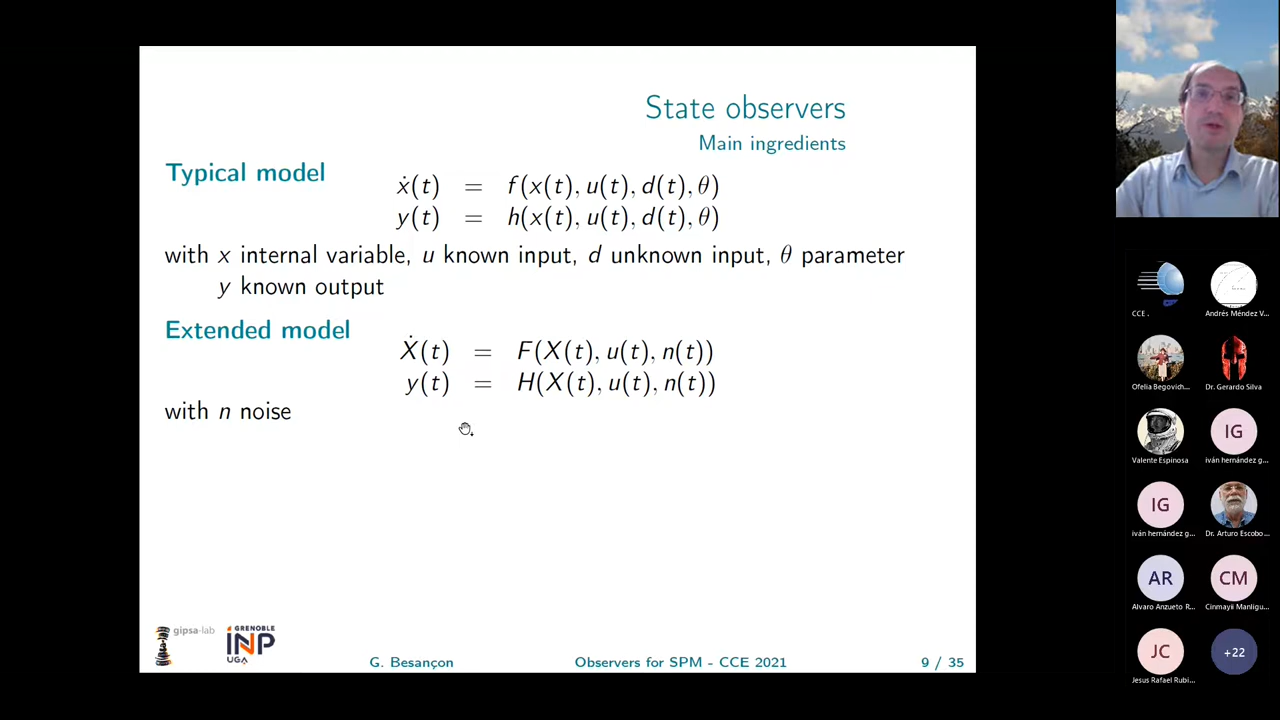 State observers
Main ingredients
Typical model
ẋ(t) = f(x(t), u(t), d(t), θ)
y(t) = h(x(t), u(t), d(t), θ)
with x internal variable, u known input, d unknown input, θ parameter
y known output
Extended model
Ẋ(t) = F(X(t), u(t), n(t))
y(t) = H(X(t), u(t), n(t))
with n noise
gipsa-lab
GRENOBLE
INP
UGA
G. Besançon
Observers for SPM - CCE 2021
9 / 35
CCE .
Andrés Méndez V...
Ofelia Begovich...
Dr. Gerardo Silva
Valente Espinosa
IG
iván hernández g...
IG
iván hernández g...
Dr. Arturo Escobo...
AR
Alvaro Anzueto R...
CM
Cinmayii Manligu...
JC
Jesus Rafael Rubi...
+22